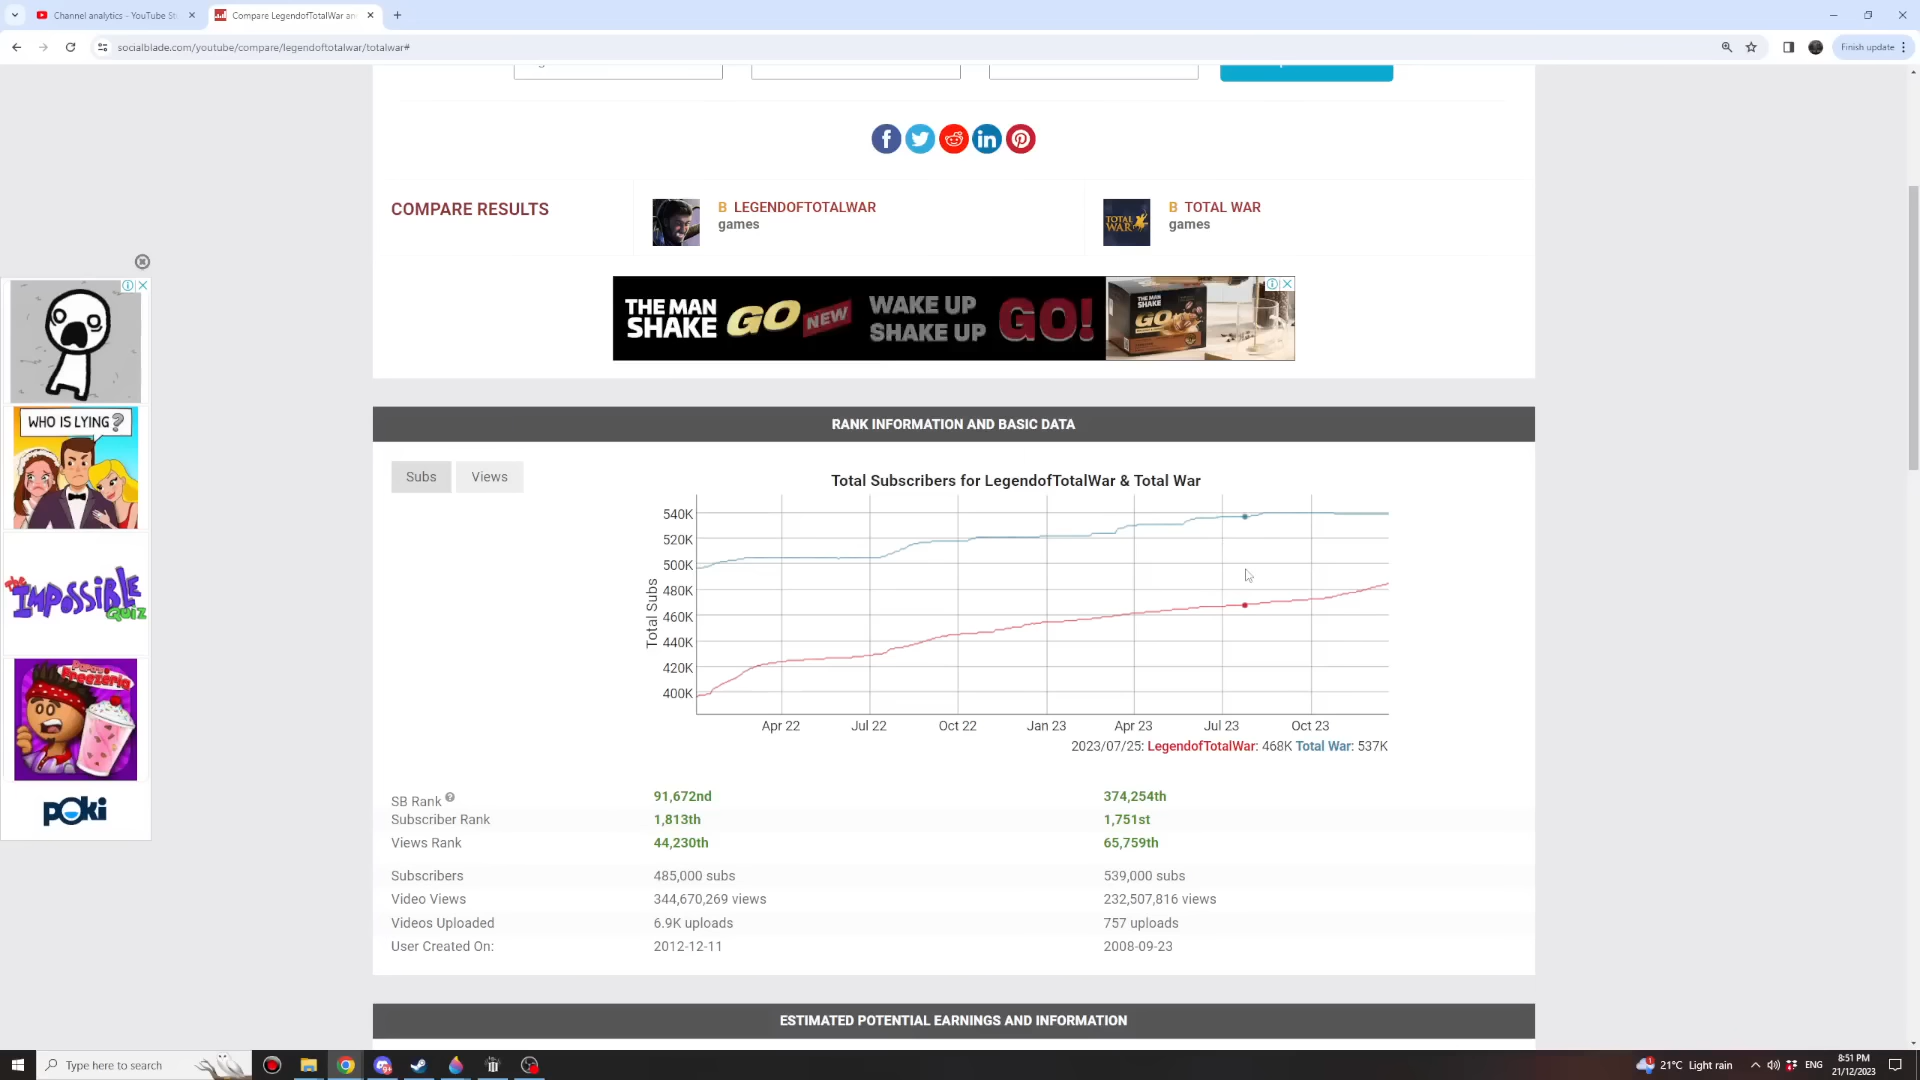 Channel analytics - YouTube St
Compare LegendofTotalWar an
socialblade.com/youtube/compare/legendoftotalwar/totalwar#
Finish update
COMPARE RESULTS
B LEGENDOFTOTALWAR
games
B TOTAL WAR
games
TOTAL
WAR
THE MAN
SHAKE
GO
NEW
WAKE UP
SHAKE UP
GO!
THE MAN
SHAKE
GO
WHO IS LYING?
the IMPOSSIBLE
QUIZ
Papa's
Freezeria
POKI
RANK INFORMATION AND BASIC DATA
Subs
Views
Total Subscribers for LegendofTotalWar & Total War
Total Subs
540K
520K
500K
480K
460K
440K
420K
400K
Apr 22
Jul 22
Oct 22
Jan 23
Apr 23
Jul 23
Oct 23
2023/07/25: LegendofTotalWar: 468K Total War: 537K
SB Rank ? 91,672nd 374,254th
Subscriber Rank 1,813th 1,751st
Views Rank 44,230th 65,759th
Subscribers 485,000 subs 539,000 subs
Video Views 344,670,269 views 232,507,816 views
Videos Uploaded 6.9K uploads 757 uploads
User Created On: 2012-12-11 2008-09-23
ESTIMATED POTENTIAL EARNINGS AND INFORMATION
Type here to search
21°C Light rain
ENG
8:51 PM
21/12/2023